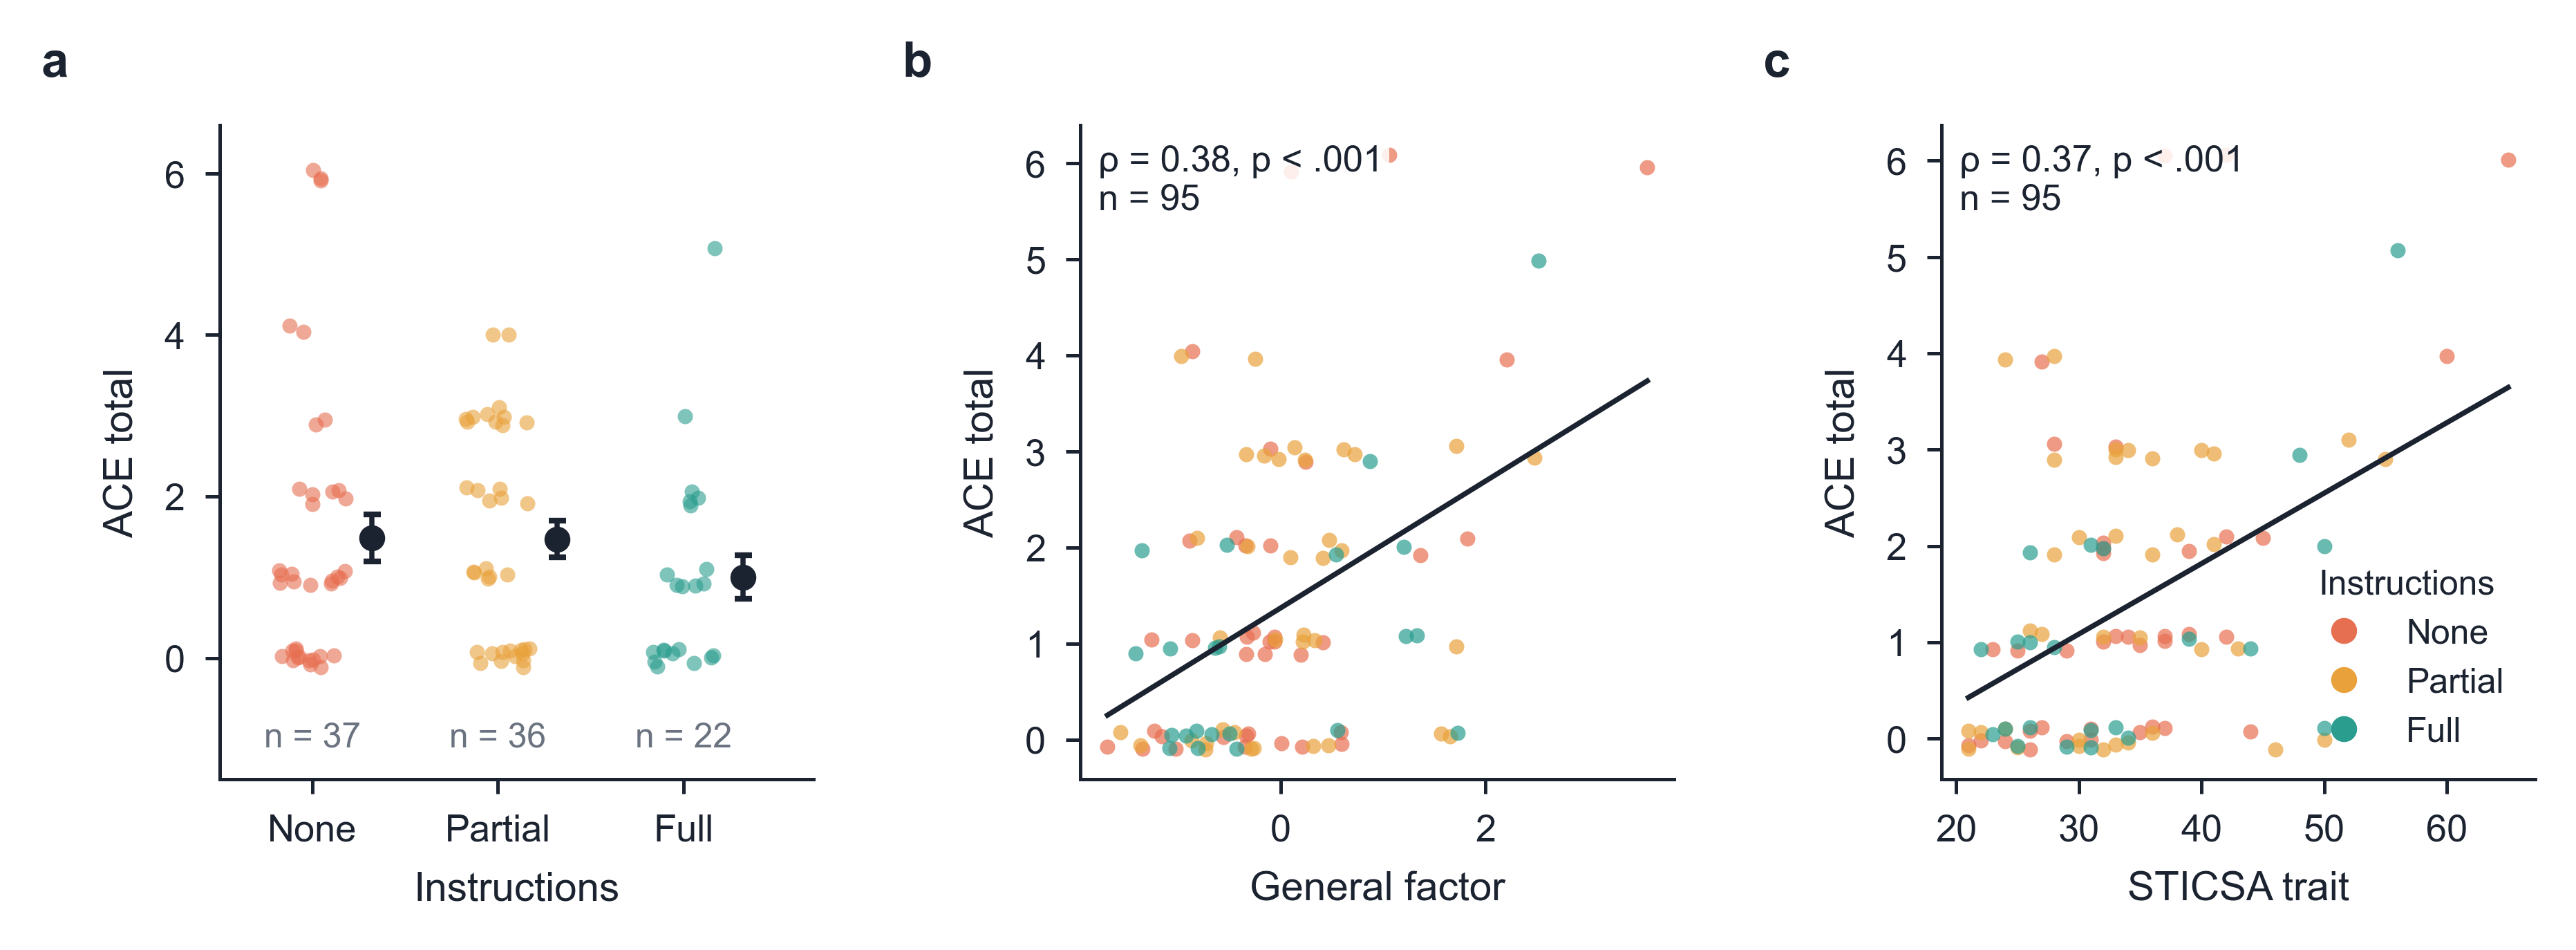 a
6
4
2
0
ACE total
n = 37
n = 36
n = 22
None
Partial
Full
Instructions
b
ρ = 0.38, p < .001
n = 95
6
5
4
3
2
1
0
ACE total
0
2
General factor
c
ρ = 0.37, p < .001
n = 95
6
5
4
3
2
1
0
ACE total
Instructions
None
Partial
Full
20
30
40
50
60
STICSA trait